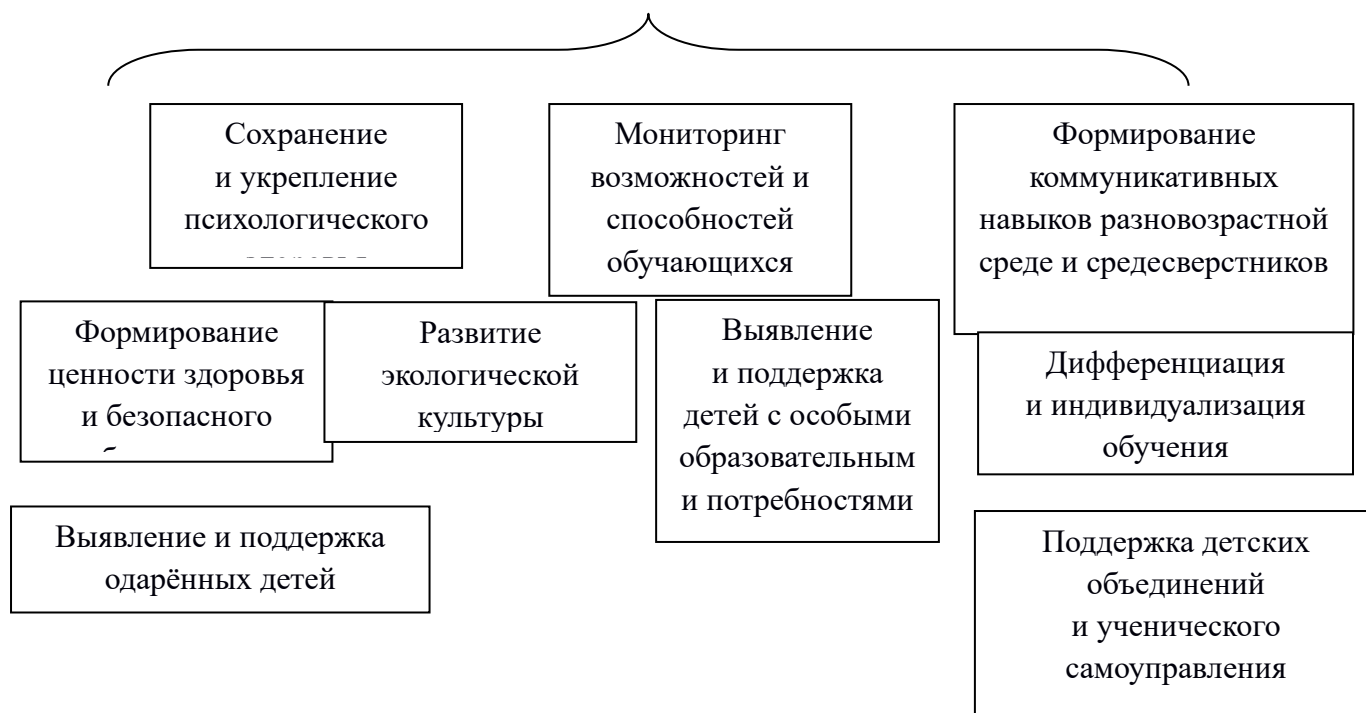 Сохранение
и укрепление
психологического
Мониторинг
возможностей и
способностей
обучающихся
Формирование
коммуникативных
навыков разновозрастной
среде и средесверстников
Формирование
ценности здоровья
и безопасного
Развитие
экологической
культуры
Выявление
и поддержка
детей с особыми
образовательным
и потребностями
Дифференциация
и индивидуализация
обучения
Выявление и поддержка
одарённых детей
Поддержка детских
объединений
и ученического
самоуправления